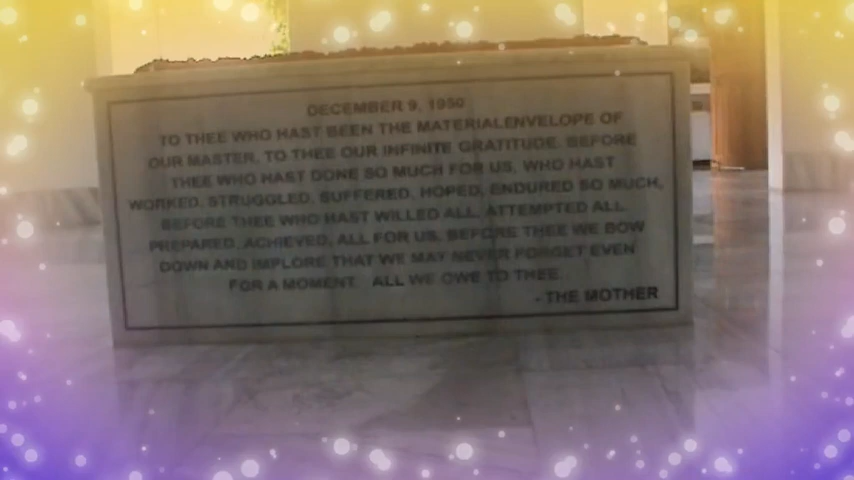 DECEMBER 9, 1950
TO THEE WHO HAST BEEN THE MATERIALENVELOPE OF
OUR MASTER, TO THEE OUR INFINITE GRATITUDE. BEFORE
THEE WHO HAST DONE SO MUCH FOR US, WHO HAST
WORKED, STRUGGLED, SUFFERED, HOPED, ENDURED SO MUCH,
BEFORE THEE WHO HAST WILLED ALL, ATTEMPTED ALL,
PREPARED, ACHIEVED, ALL FOR US, BEFORE THEE WE BOW
DOWN AND IMPLORE THAT WE MAY NEVER FORGET EVEN
FOR A MOMENT. ALL WE OWE TO THEE.
- THE MOTHER